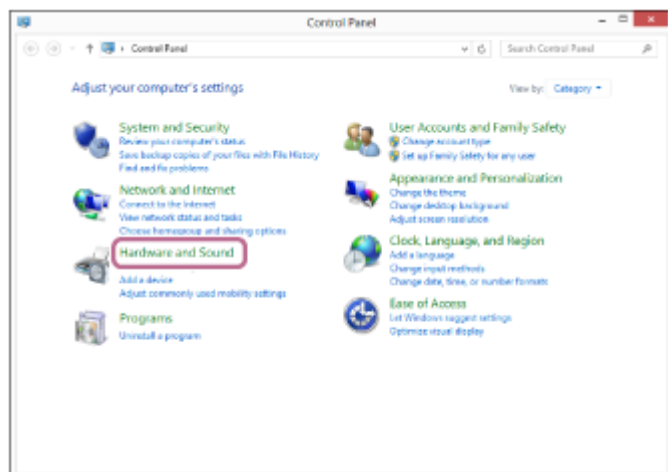 Control Panel
Control Panel
Search Control Panel
Adjust your computer's settings
View by: Category
System and Security
Review your computer's status
Save backup copies of your files with File History
Find and fix problems
Network and Internet
Connect to the Internet
View network status and tasks
Choose homegroup and sharing options
Hardware and Sound
Add a device
Adjust commonly used mobility settings
Programs
Uninstall a program
User Accounts and Family Safety
Change account type
Set up Family Safety for any user
Appearance and Personalization
Change the theme
Change desktop background
Adjust screen resolution
Clock, Language, and Region
Add a language
Change input methods
Change date, time, or number formats
Ease of Access
Let Windows suggest settings
Optimize visual display